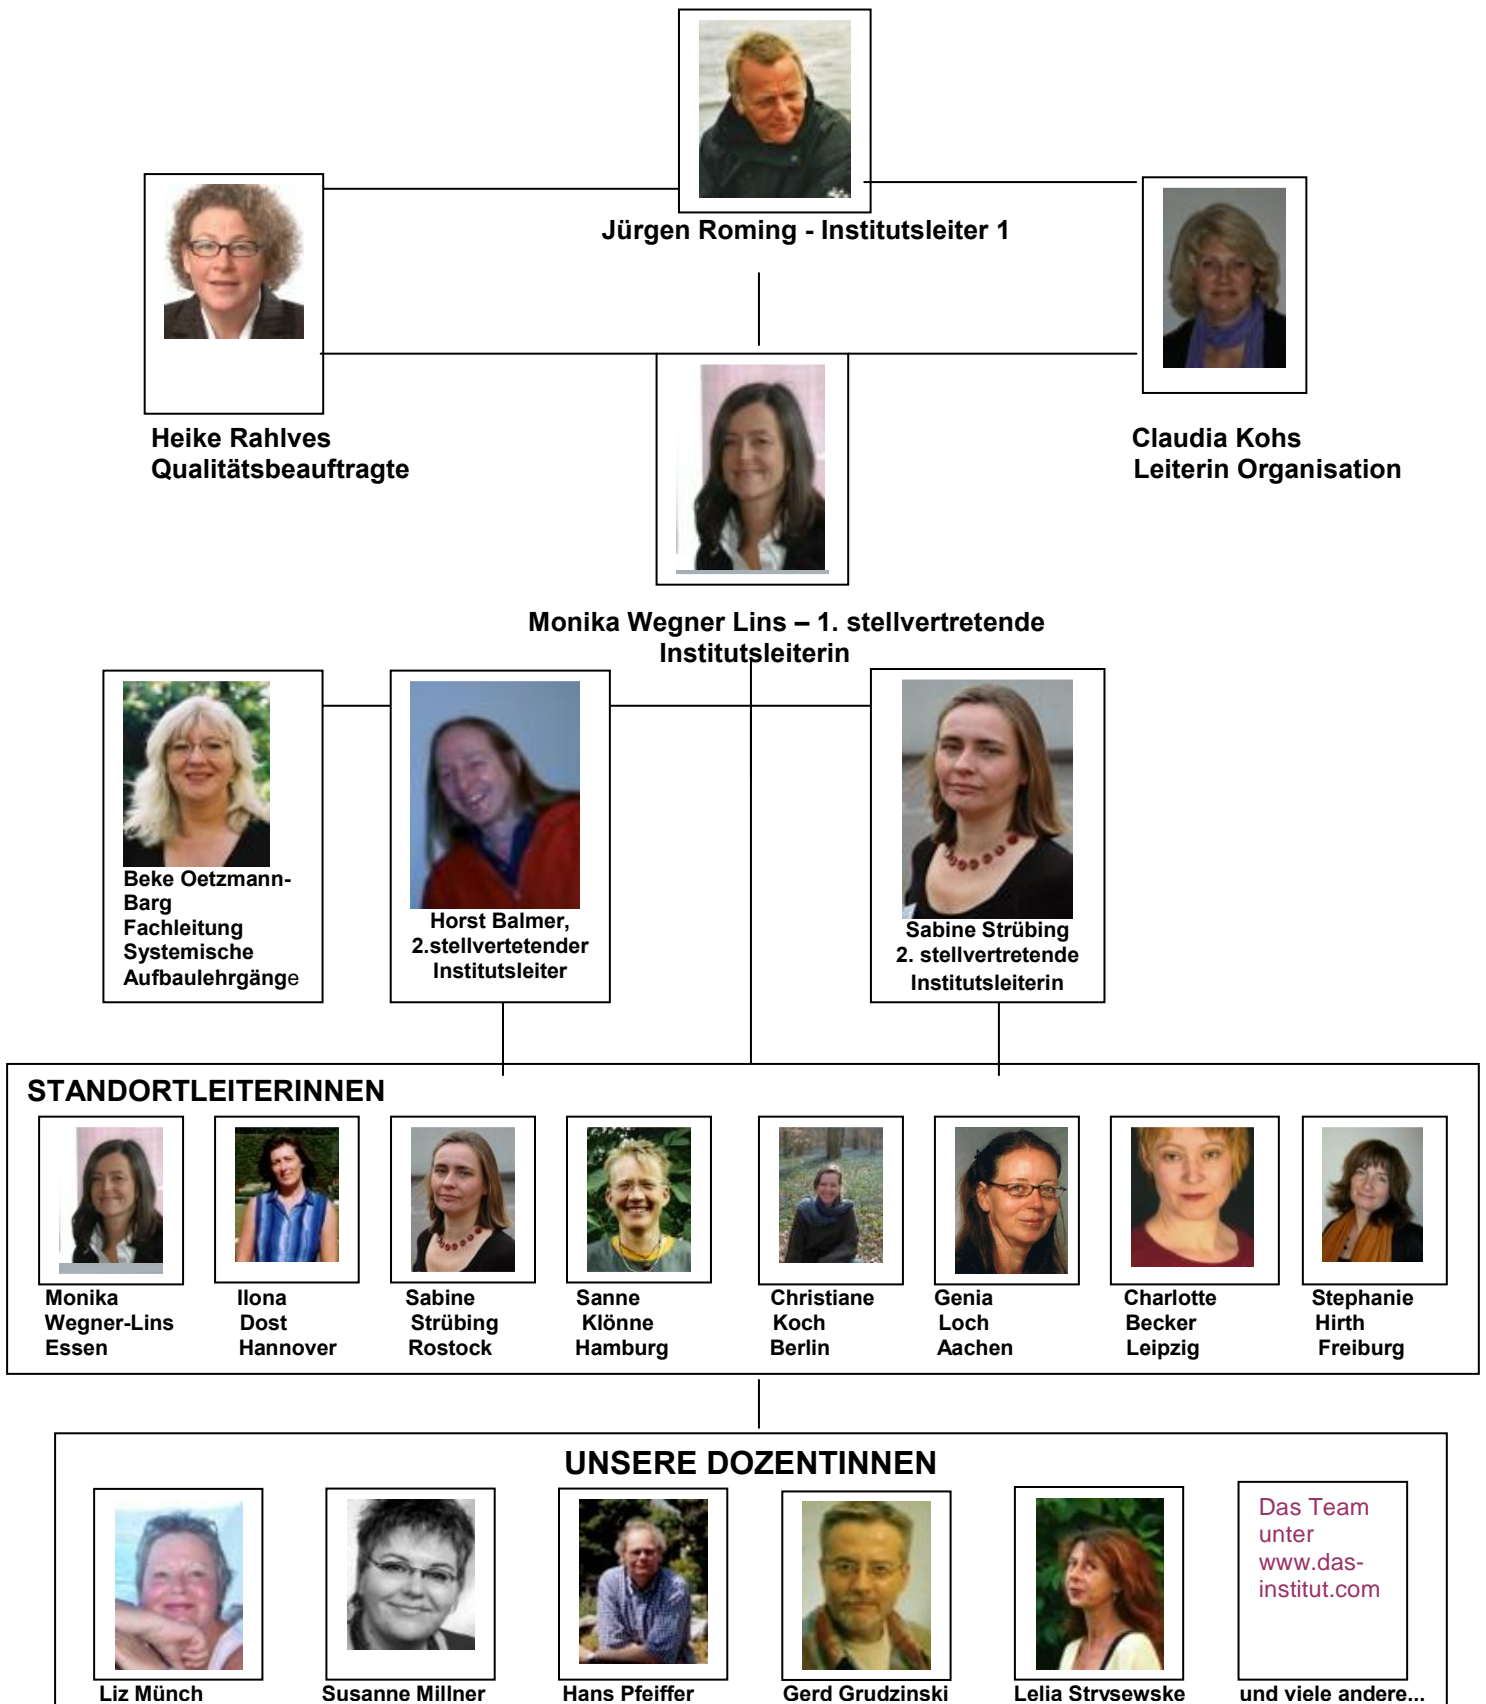 Jürgen Roming - Institutsleiter 1
Heike Rahlves
Qualitätsbeauftragte
Claudia Kohs
Leiterin Organisation
Monika Wegner Lins – 1. stellvertretende
Institutsleiterin
Beke Oetzmann-
Barg
Fachleitung
Systemische
Aufbaulehrgänge
Horst Balmer,
2.stellvertetender
Institutsleiter
Sabine Strübing
2. stellvertretende
Institutsleiterin
STANDORTLEITERINNEN
Monika
Wegner-Lins
Essen
Ilona
Dost
Hannover
Sabine
Strübing
Rostock
Sanne
Klönne
Hamburg
Christiane
Koch
Berlin
Genia
Loch
Aachen
Charlotte
Becker
Leipzig
Stephanie
Hirth
Freiburg
UNSERE DOZENTINNEN
Das Team
unter
www.das-
institut.com
Liz Münch
Susanne Millner
Hans Pfeiffer
Gerd Grudzinski
Lelia Strysewske
und viele andere...